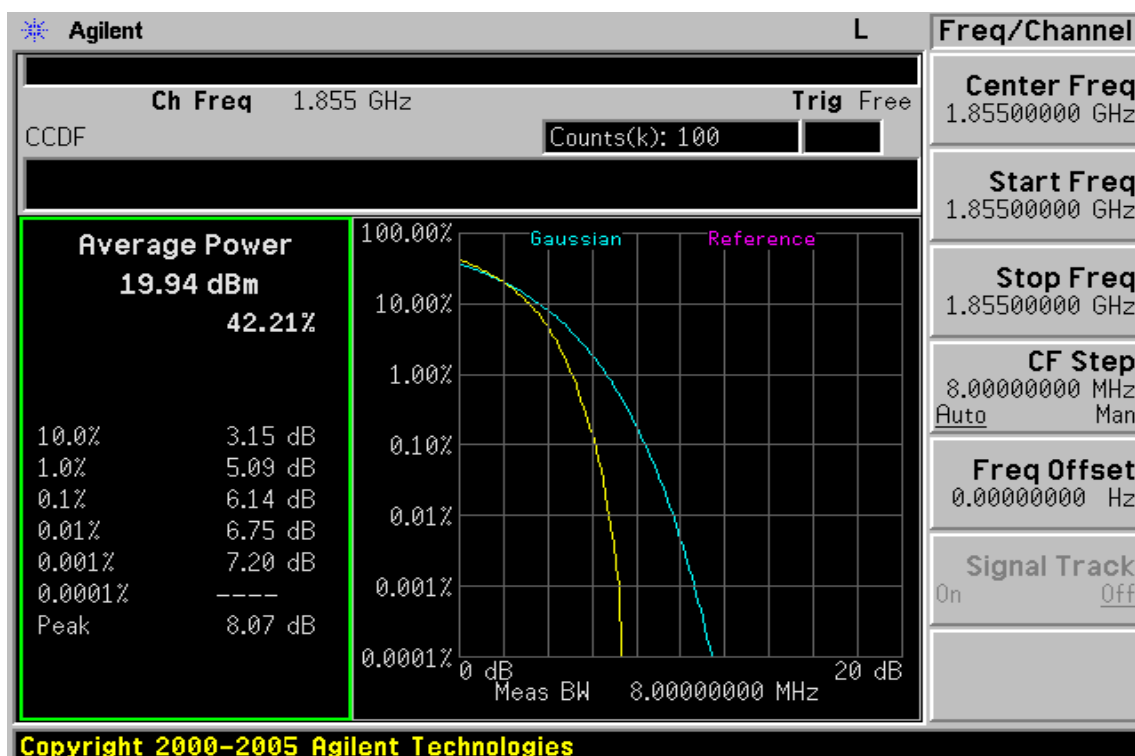 Agilent L
Ch Freq 1.855 GHz Trig Free
CCDF Counts(k): 100
Average Power
19.94 dBm
42.21%
10.0% 3.15 dB
1.0% 5.09 dB
0.1% 6.14 dB
0.01% 6.75 dB
0.001% 7.20 dB
0.0001% ----
Peak 8.07 dB
Gaussian Reference
100.00%
10.00%
1.00%
0.10%
0.01%
0.001%
0.0001%
0 dB 20 dB
Meas BW 8.00000000 MHz
Freq/Channel
Center Freq
1.85500000 GHz
Start Freq
1.85500000 GHz
Stop Freq
1.85500000 GHz
CF Step
8.00000000 MHz
Auto Man
Freq Offset
0.00000000 Hz
Signal Track
On Off
Copyright 2000-2005 Agilent Technologies